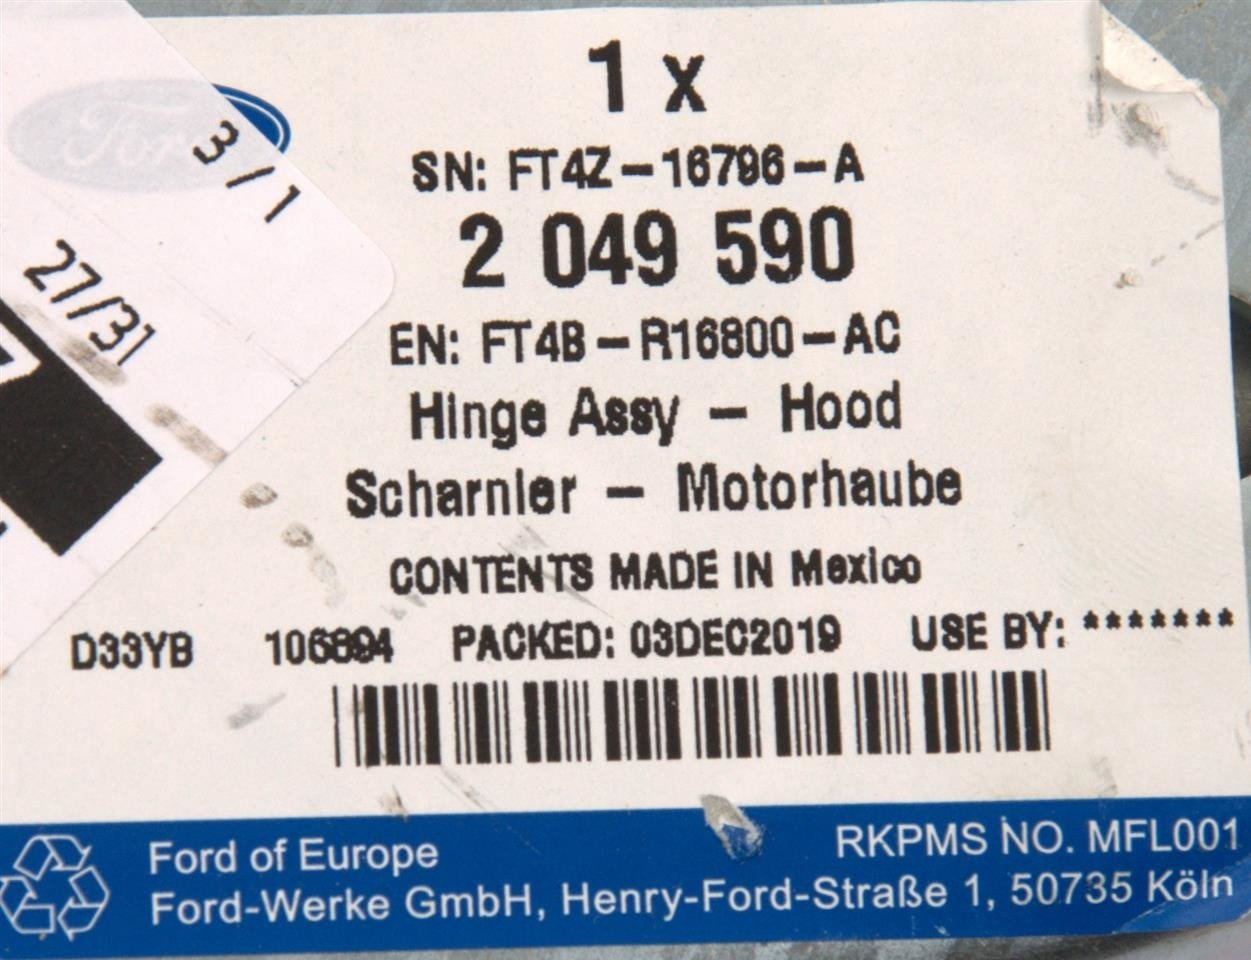 1 x
Ford
3 / 1
SN: FT4Z-16796-A
2 049 590
27/31
EN: FT4B-R16800-AC
Hinge Assy - Hood
Scharnier - Motorhaube
CONTENTS MADE IN Mexico
D33YB 106894 PACKED: 03DEC2019 USE BY: *******
Ford of Europe
RKPMS NO. MFL001
Ford-Werke GmbH, Henry-Ford-Straße 1, 50735 Köln